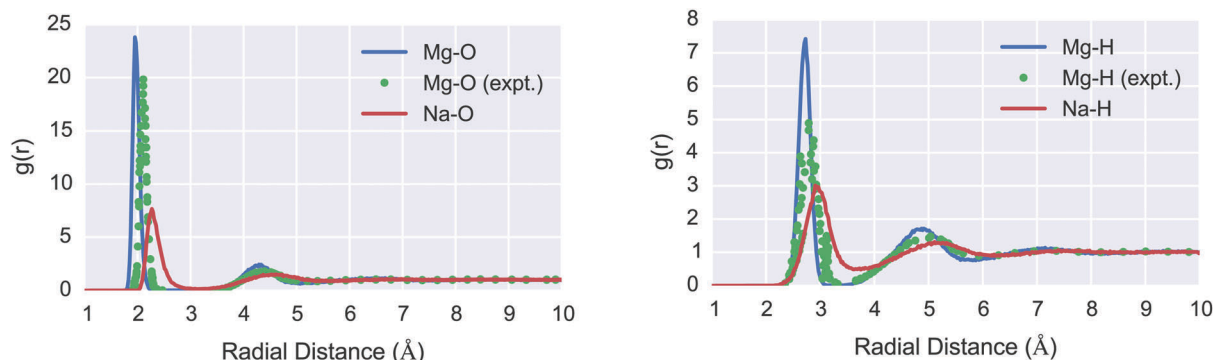 25
20
15
10
5
0
g(r)
Mg-O
Mg-O (expt.)
Na-O
1 2 3 4 5 6 7 8 9 10
Radial Distance (Å)
8
7
6
5
4
3
2
1
0
g(r)
Mg-H
Mg-H (expt.)
Na-H
1 2 3 4 5 6 7 8 9 10
Radial Distance (Å)